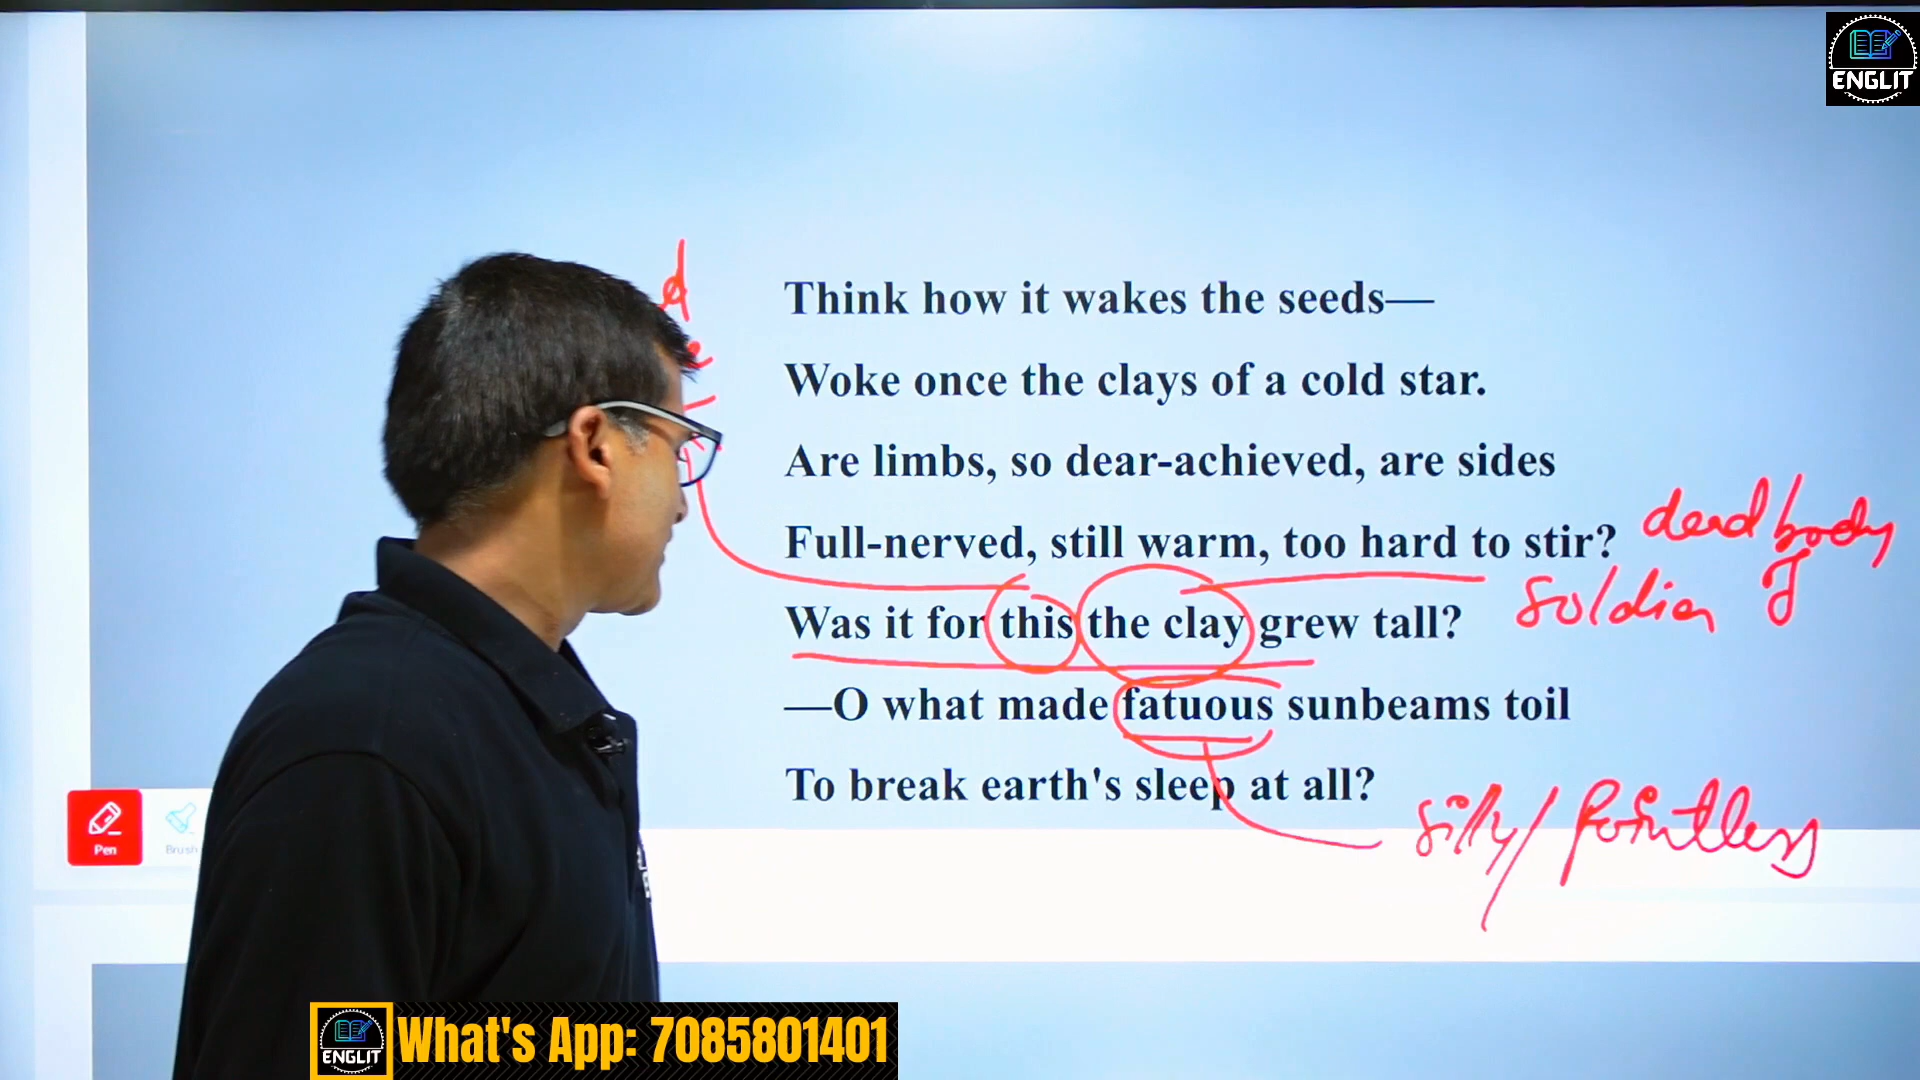 ENGLIT
Think how it wakes the seeds—
Woke once the clays of a cold star.
Are limbs, so dear-achieved, are sides
Full-nerved, still warm, too hard to stir?
dead body
of
soldier
Was it for this the clay grew tall?
—O what made fatuous sunbeams toil
To break earth's sleep at all?
silly/pointless
Pen
Brush
ENGLIT
What's App: 7085801401